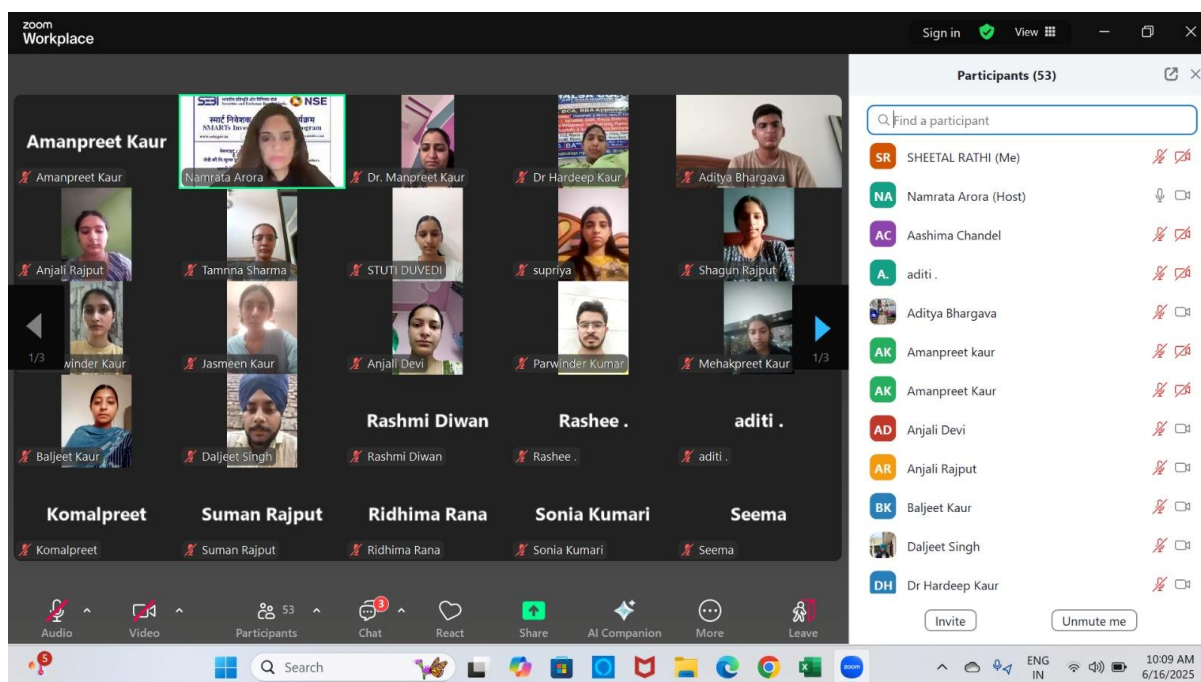 zoom
Workplace
Sign in
View
Participants (53)
Find a participant
SR SHEETAL RATHI (Me)
NA Namrata Arora (Host)
AC Aashima Chandel
A. aditi .
Aditya Bhargava
AK Amanpreet kaur
AK Amanpreet Kaur
AD Anjali Devi
AR Anjali Rajput
BK Baljeet Kaur
Daljeet Singh
DH Dr Hardeep Kaur
Invite
Unmute me
Amanpreet Kaur
Amanpreet Kaur
SEBI
NSE
स्मार्ट निवेशक
SMARTs
Namrata Arora
Dr. Manpreet Kaur
BCA, BBA
Dr Hardeep Kaur
Aditya Bhargava
Anjali Rajput
Tamnna Sharma
STUTI DUVEDI
supriya
Shagun Rajput
1/3
winder Kaur
Jasmeen Kaur
Anjali Devi
Parwinder Kumar
Mehakpreet Kaur
1/3
Baljeet Kaur
Daljeet Singh
Rashmi Diwan
Rashmi Diwan
Rashee .
Rashee .
aditi .
aditi .
Komalpreet
Komalpreet
Suman Rajput
Suman Rajput
Ridhima Rana
Ridhima Rana
Sonia Kumari
Sonia Kumari
Seema
Seema
Audio
Video
53
Participants
3
Chat
React
Share
AI Companion
More
Leave
5
Search
zoom
ENG
IN
10:09 AM
6/16/2025